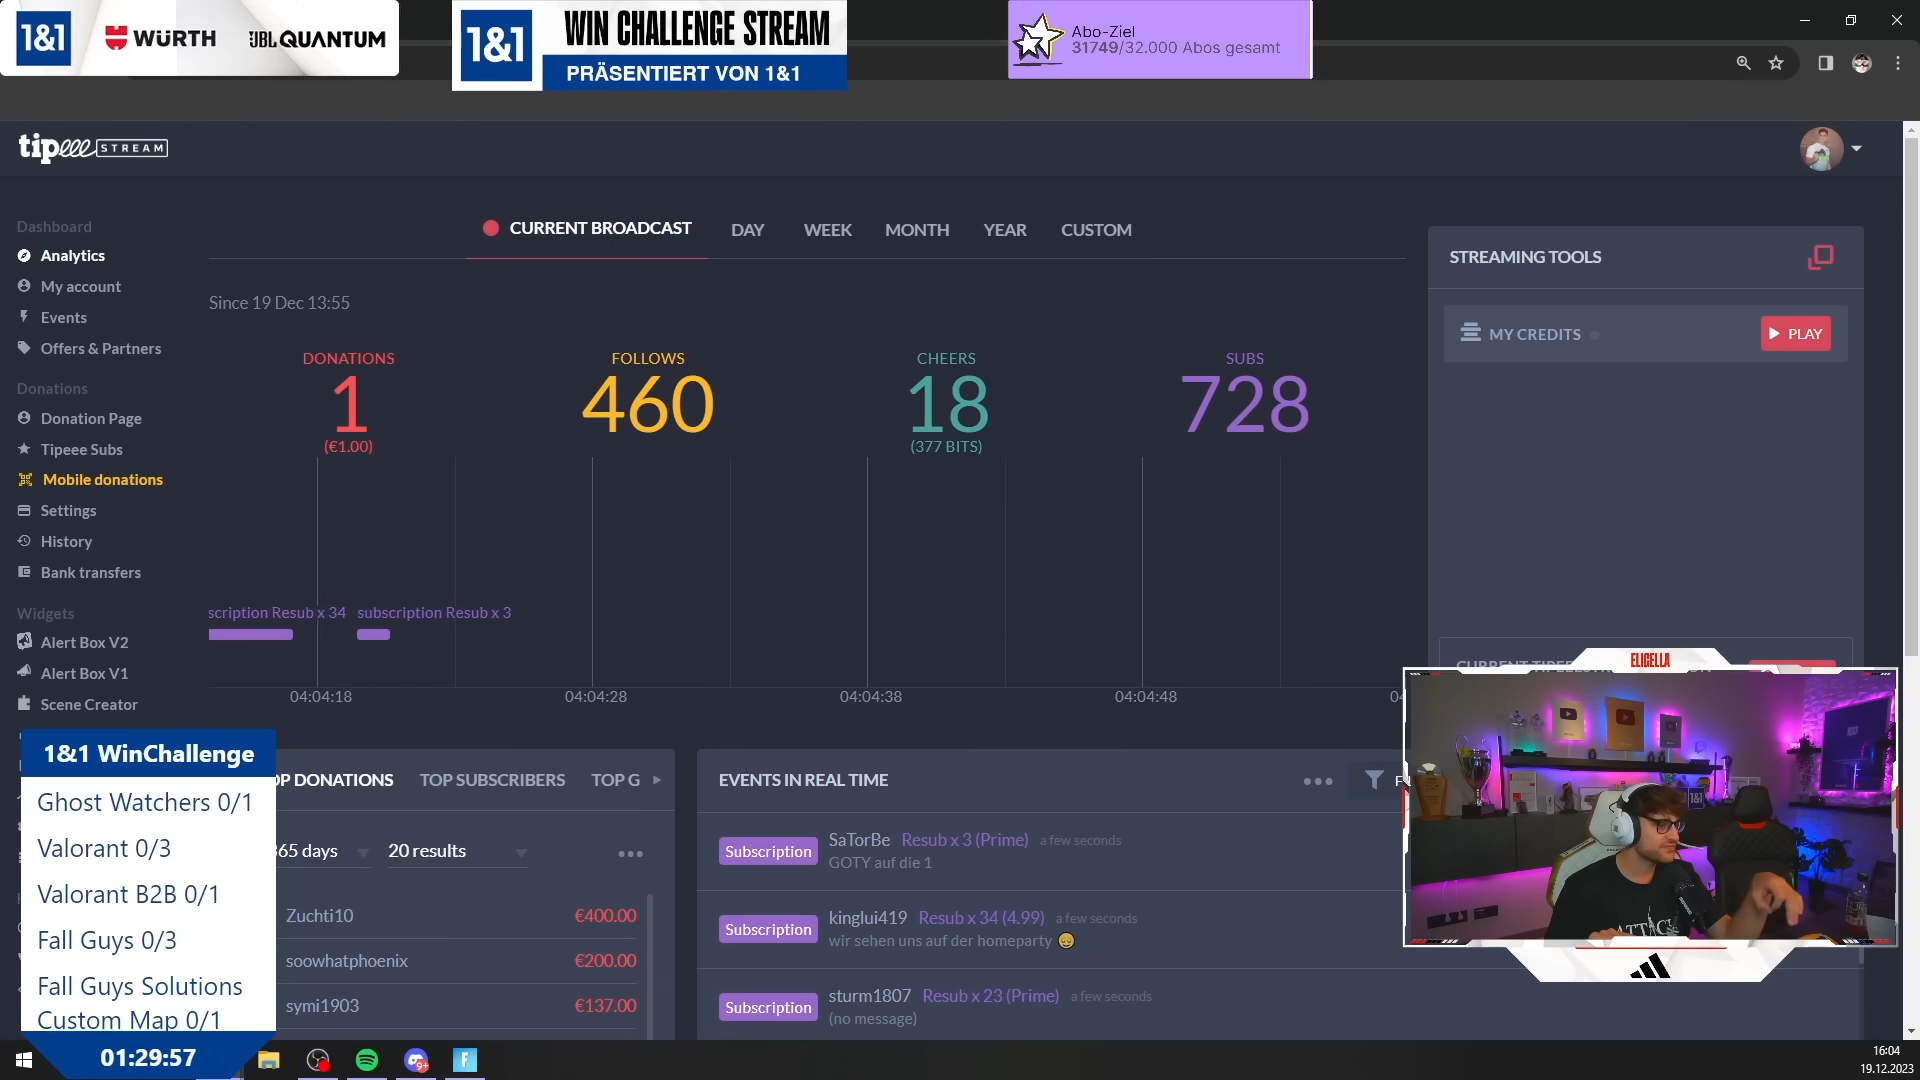 1&1 WÜRTH JBL QUANTUM
1&1 WIN CHALLENGE STREAM
PRÄSENTIERT VON 1&1
Abo-Ziel
31749/32.000 Abos gesamt
tipeee STREAM
Dashboard
Analytics
My account
Events
Offers & Partners
Donations
Donation Page
Tipeee Subs
Mobile donations
Settings
History
Bank transfers
Widgets
Alert Box V2
Alert Box V1
Scene Creator
CURRENT BROADCAST
DAY
WEEK
MONTH
YEAR
CUSTOM
Since 19 Dec 13:55
DONATIONS
1
(€1.00)
FOLLOWS
460
CHEERS
18
(377 BITS)
SUBS
728
scription Resub x 34
subscription Resub x 3
04:04:18
04:04:28
04:04:38
04:04:48
04
STREAMING TOOLS
MY CREDITS
PLAY
ELIGELLA
1&1
1&1 WinChallenge
Ghost Watchers 0/1
Valorant 0/3
Valorant B2B 0/1
Fall Guys 0/3
Fall Guys Solutions
Custom Map 0/1
01:29:57
OP DONATIONS
TOP SUBSCRIBERS
TOP G
365 days
20 results
Zuchti10 €400.00
soowhatphoenix €200.00
symi1903 €137.00
EVENTS IN REAL TIME
Subscription SaTorBe Resub x 3 (Prime) a few seconds
GOTY auf die 1
Subscription kinglui419 Resub x 34 (4.99) a few seconds
wir sehen uns auf der homeparty 😌
Subscription sturm1807 Resub x 23 (Prime) a few seconds
(no message)
9+
16:04
19.12.2023